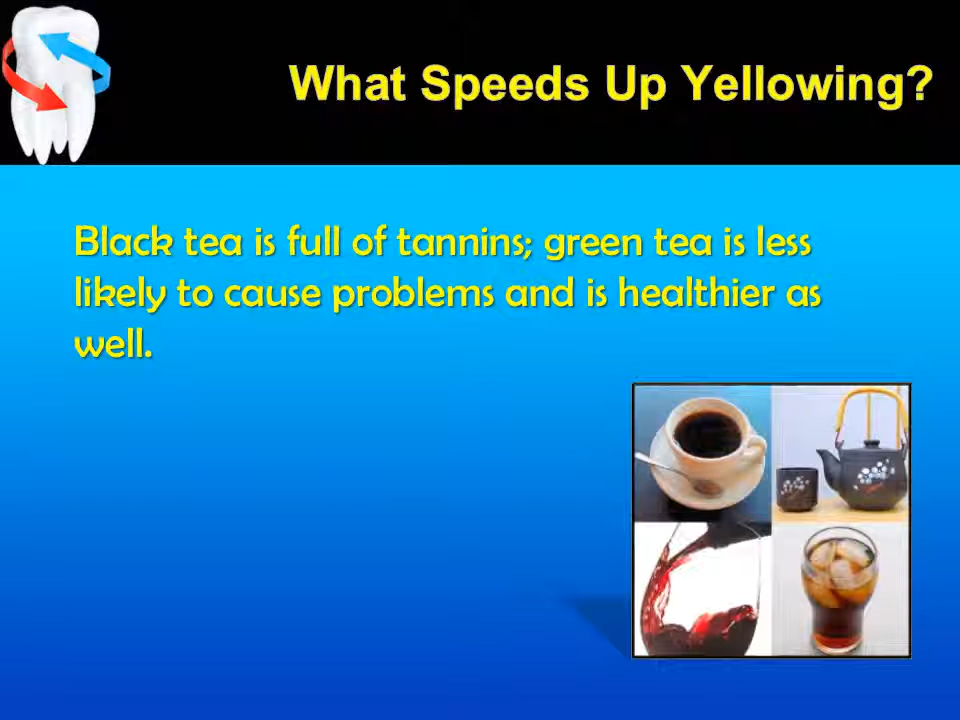 What Speeds Up Yellowing?
Black tea is full of tannins; green tea is less
likely to cause problems and is healthier as
well.